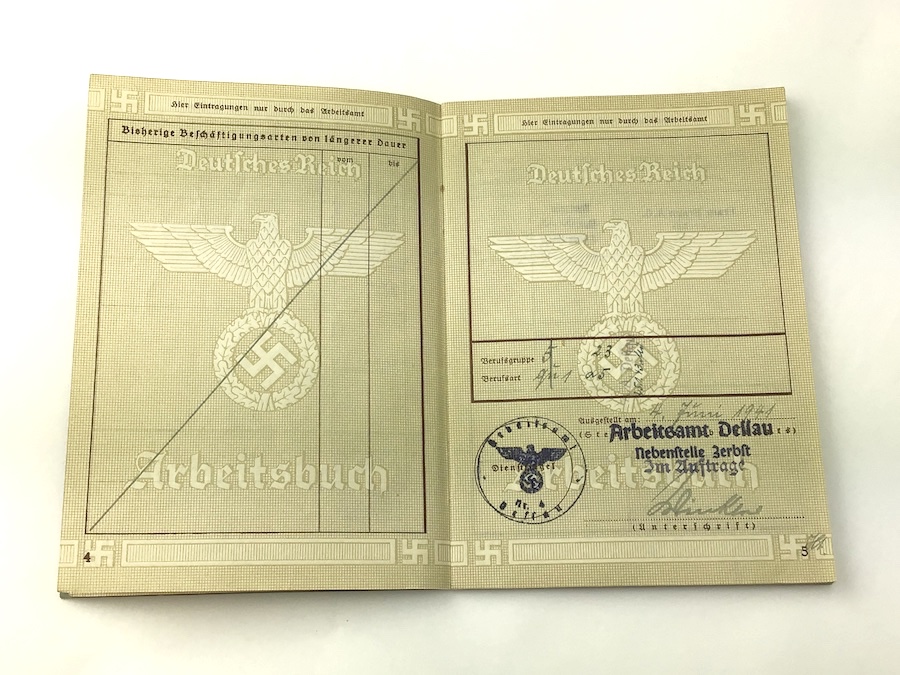 Hier Eintragungen nur durch das Arbeitsamt
Bisherige Beschäftigungsarten von längerer Dauer
vom bis
Deutsches Reich
Arbeitsbuch
4
Hier Eintragungen nur durch das Arbeitsamt
Deutsches Reich
Berufsgruppe 5 23
Berufsart
Ausgestellt am: 4. Juni 1941
Arbeitsamt Dessau
Nebenstelle Zerbst
Im Auftrage
Arbeitsbuch
Arbeitsamt
Dienstsiegel
Nr. 4
Dessau
(Unterschrift)
5